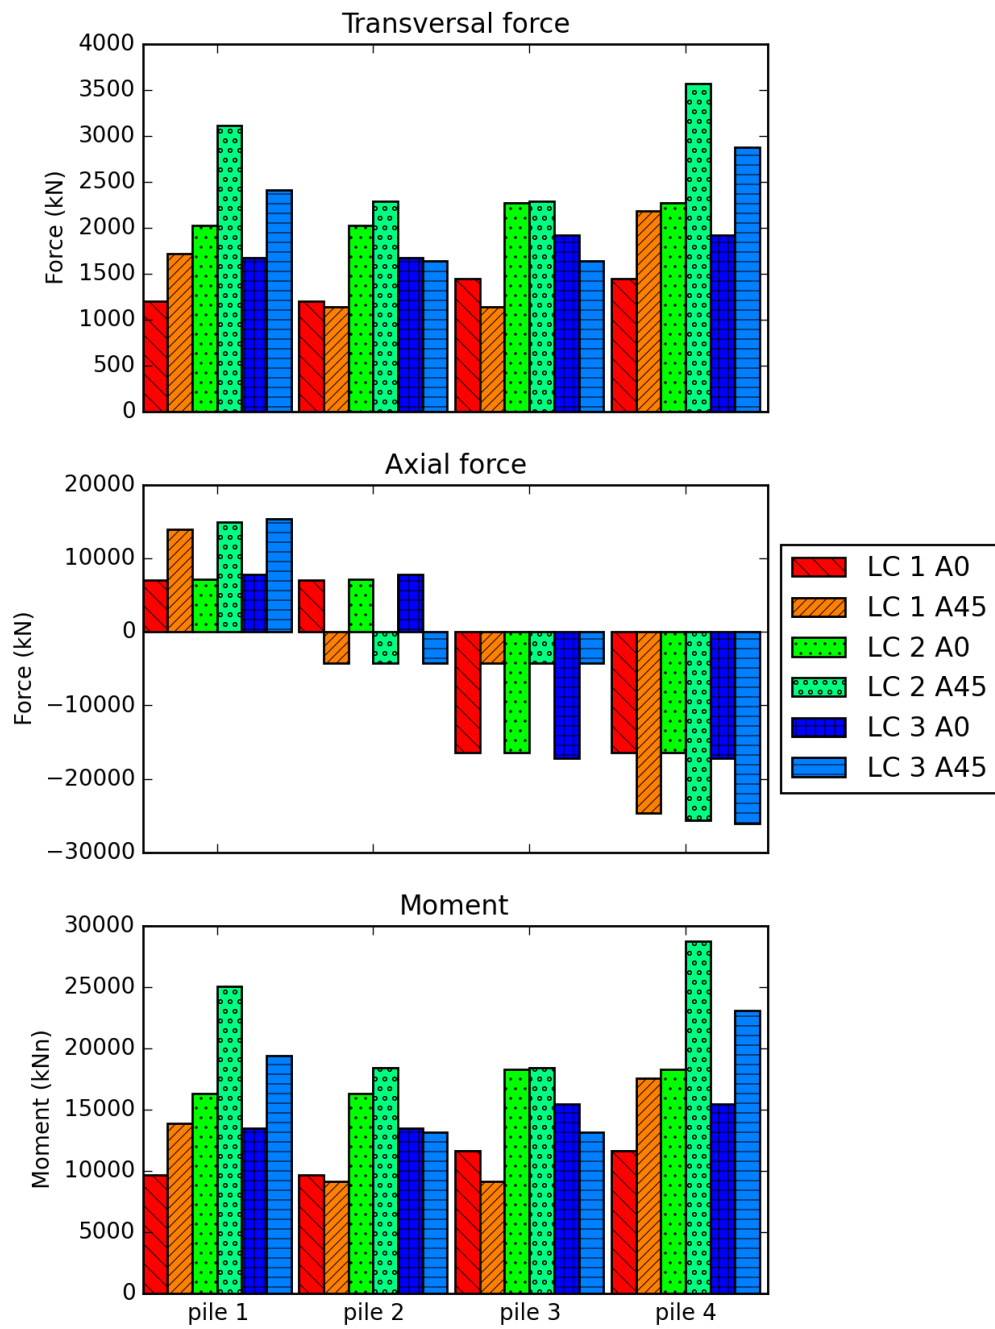 Transversal force
4000
3500
3000
2500
2000
1500
1000
500
0
Force (kN)
Axial force
20000
10000
0
−10000
−20000
−30000
Force (kN)
LC 1 A0
LC 1 A45
LC 2 A0
LC 2 A45
LC 3 A0
LC 3 A45
Moment
30000
25000
20000
15000
10000
5000
0
Moment (kNn)
pile 1 pile 2 pile 3 pile 4